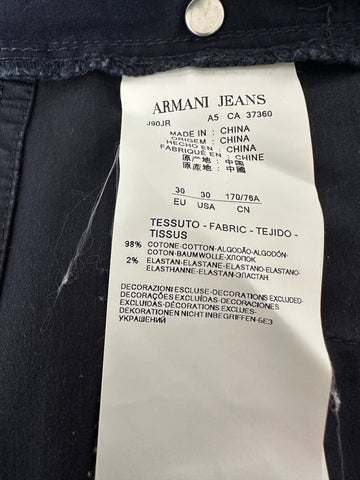 ARMANI JEANS
J90JR A5 CA 37360
MADE IN : CHINA
ORIGEM : CHINA
HECHO EN : CHINA
FABRIQUÉ EN : CHINE
原产地 : 中国
原産地 : 中國
30 30 170/76A
EU USA CN
TESSUTO - FABRIC - TEJIDO -
TISSUS
98% COTONE-COTTON-ALGODÃO-ALGODÓN-
COTON-BAUMWOLLE-ХЛОПОК
2% ELASTAN-ELASTANE-ELASTANO-ELASTANO-
ELASTHANNE-ELASTHAN-ЭЛАСТАН
DECORAZIONI ESCLUSE-DECORATIONS EXCLUDED-
DECORAÇÕES EXCLUÍDAS-DECORACIONES
EXCLUIDAS-DÉCORATIONS EXCLUES-
DEKORATIONEN NICHT INBEGRIFFEN-БЕЗ
УКРАШЕНИЙ